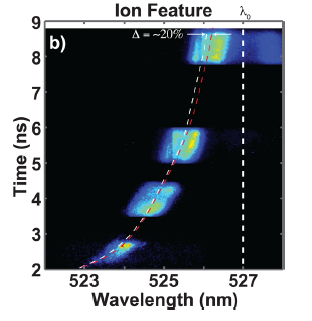 Ion Feature λ₀
b)
Δ = ~20%
9
8
7
6
5
4
3
2
Time (ns)
523 525 526 527
Wavelength (nm)